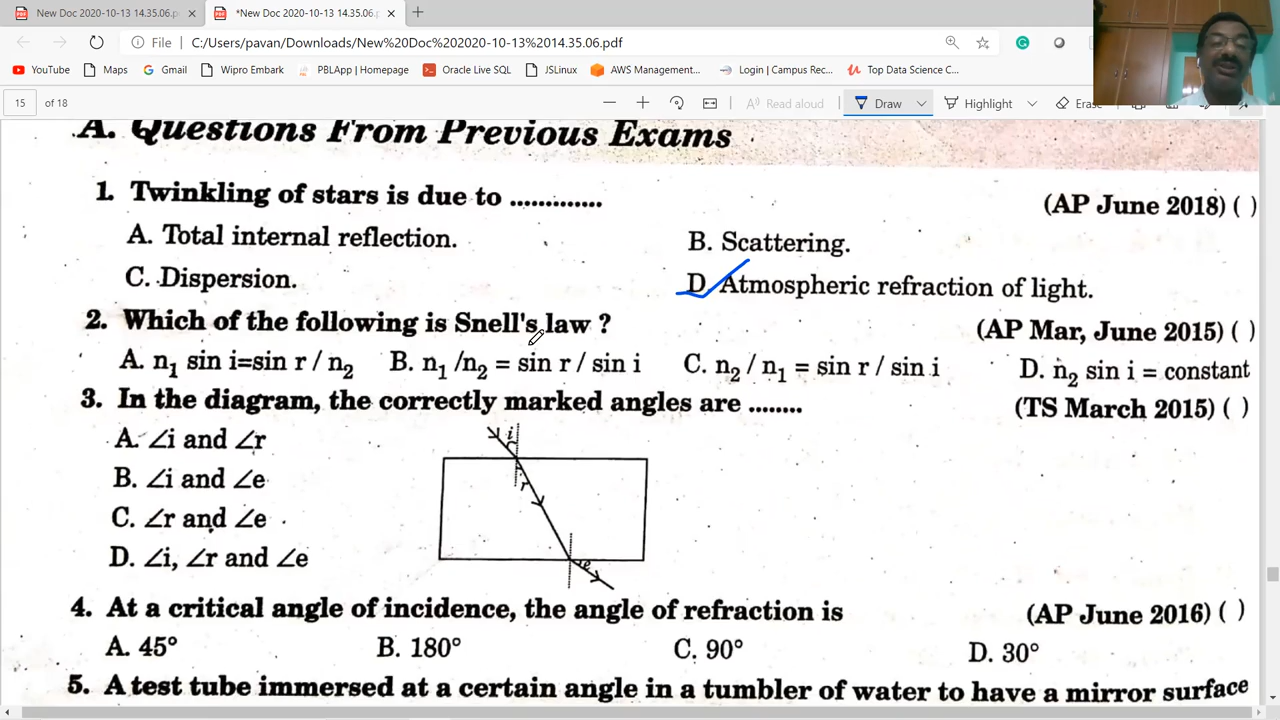 New Doc 2020-10-13 14.35.06.p
*New Doc 2020-10-13 14.35.06.p
File C:/Users/pavan/Downloads/New%20Doc%202020-10-13%2014.35.06.pdf
YouTube Maps Gmail Wipro Embark PBLApp | Homepage Oracle Live SQL JSLinux AWS Management... Login | Campus Rec... Top Data Science C...
15 of 18 Read aloud Draw Highlight Erase
A. Questions From Previous Exams
1. Twinkling of stars is due to ............. (AP June 2018) ( )
A. Total internal reflection. B. Scattering.
C. Dispersion. D. Atmospheric refraction of light.
2. Which of the following is Snell's law ? (AP Mar, June 2015) ( )
A. n₁ sin i=sin r / n₂ B. n₁ /n₂ = sin r / sin i C. n₂ / n₁ = sin r / sin i D. n₂ sin i = constant
3. In the diagram, the correctly marked angles are ........ (TS March 2015) ( )
A. ∠i and ∠r
B. ∠i and ∠e
C. ∠r and ∠e
D. ∠i, ∠r and ∠e
i
r
e
4. At a critical angle of incidence, the angle of refraction is (AP June 2016) ( )
A. 45° B. 180° C. 90° D. 30°
5. A test tube immersed at a certain angle in a tumbler of water to have a mirror surface